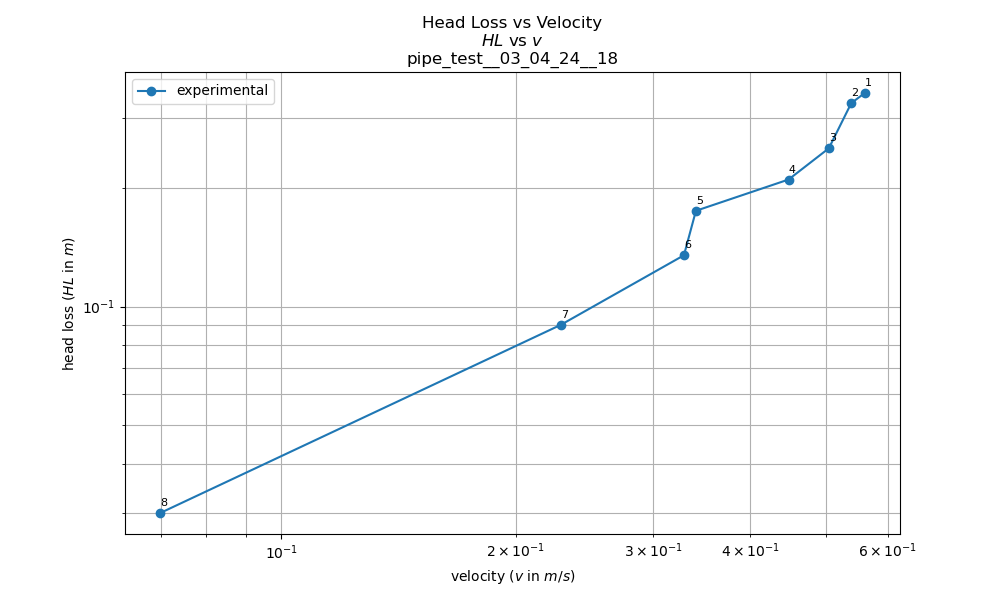 Head Loss vs Velocity
HL vs v
pipe_test__03_04_24__18
experimental
1
2
3
4
5
6
7
8
head loss (HL in m)
10⁻¹
10⁻¹
2 × 10⁻¹
3 × 10⁻¹
4 × 10⁻¹
6 × 10⁻¹
velocity (v in m/s)